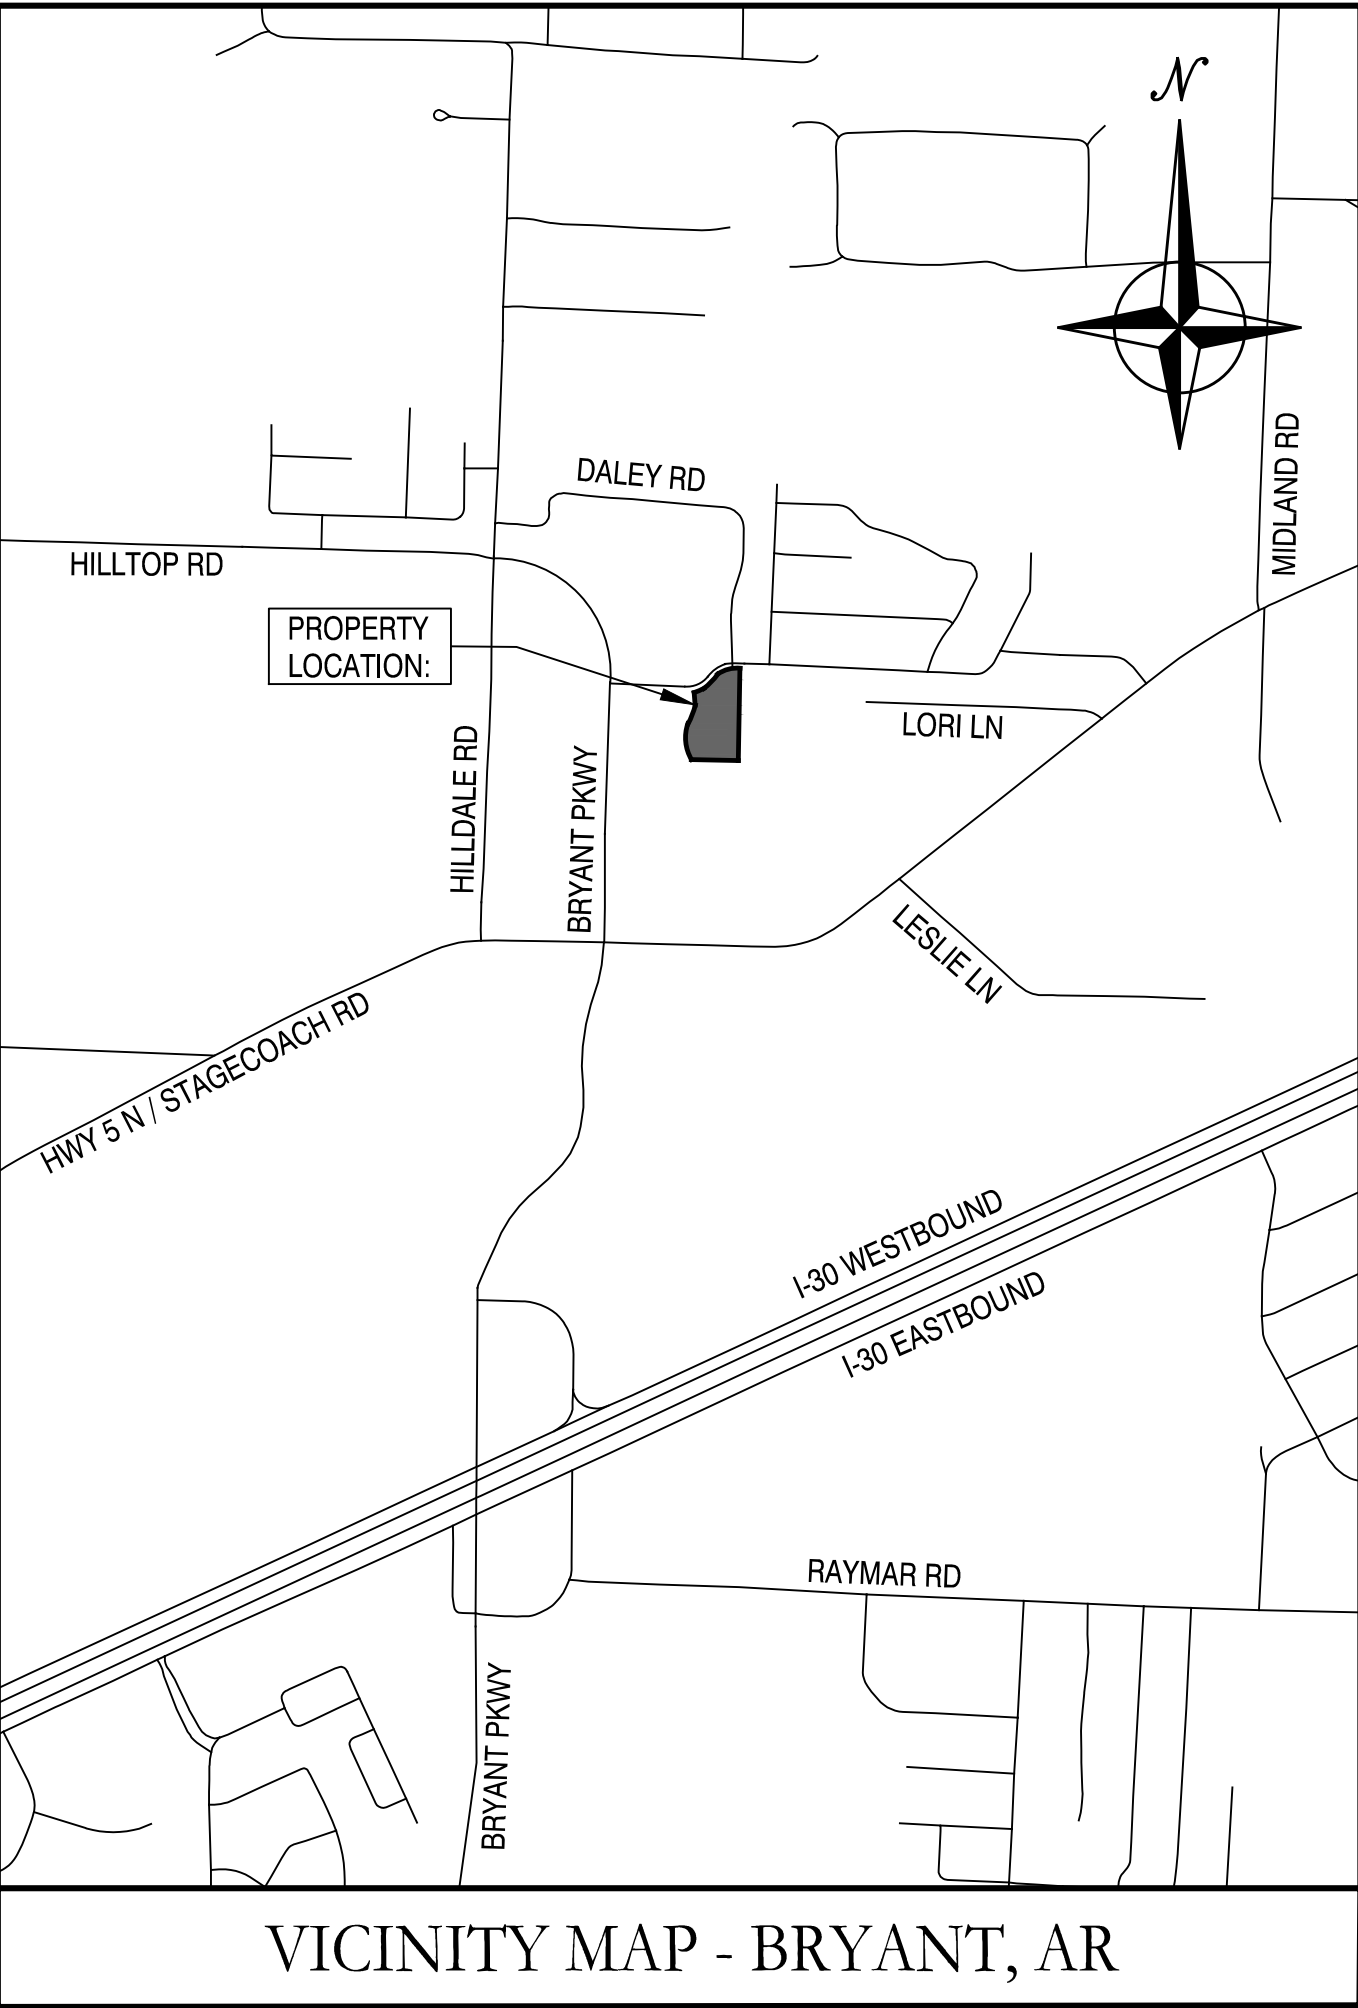 N
DALEY RD
MIDLAND RD
HILLTOP RD
PROPERTY
LOCATION:
LORI LN
HILLDALE RD
BRYANT PKWY
LESLIE LN
HWY 5 N / STAGECOACH RD
I-30 WESTBOUND
I-30 EASTBOUND
RAYMAR RD
BRYANT PKWY
VICINITY MAP - BRYANT, AR